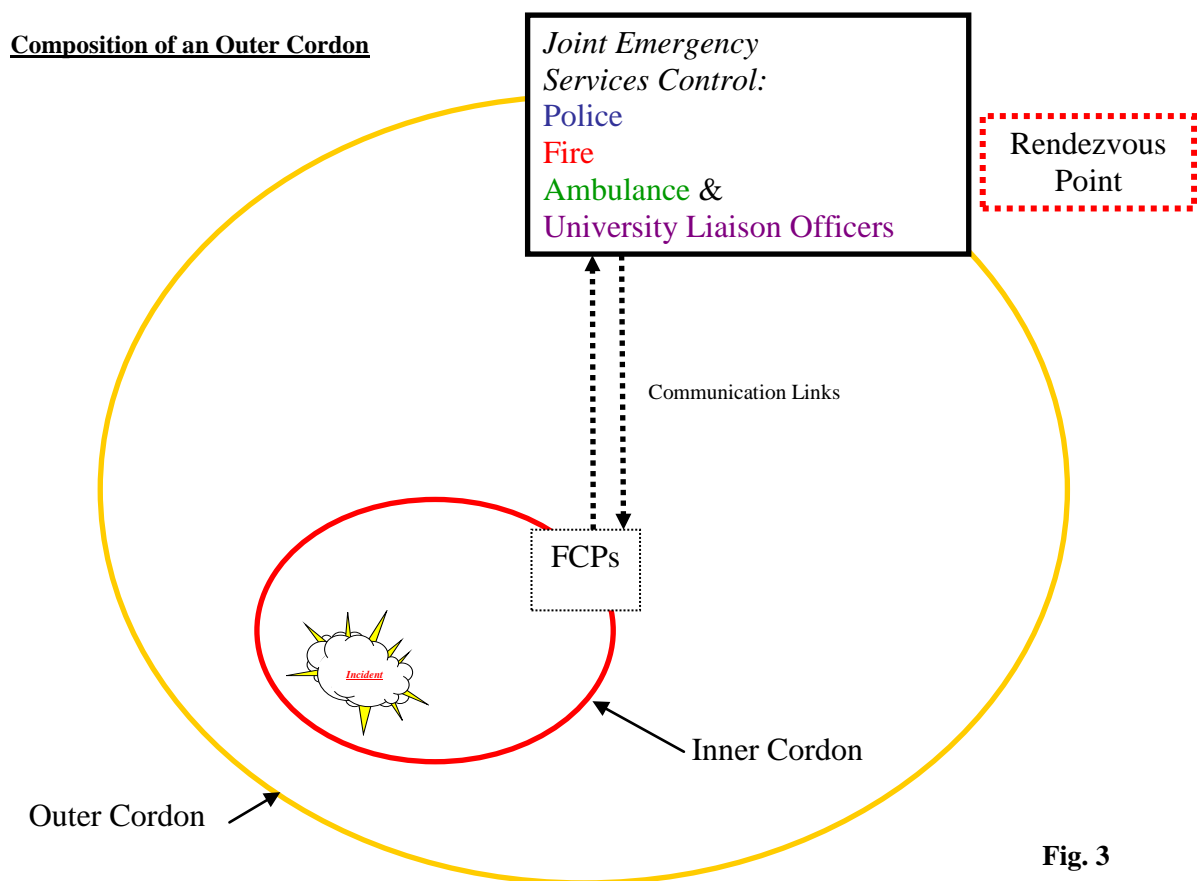 Composition of an Outer Cordon
Joint Emergency
Services Control:
Police
Fire
Ambulance &
University Liaison Officers
Rendezvous
Point
Communication Links
FCPs
Incident
Inner Cordon
Outer Cordon
Fig. 3